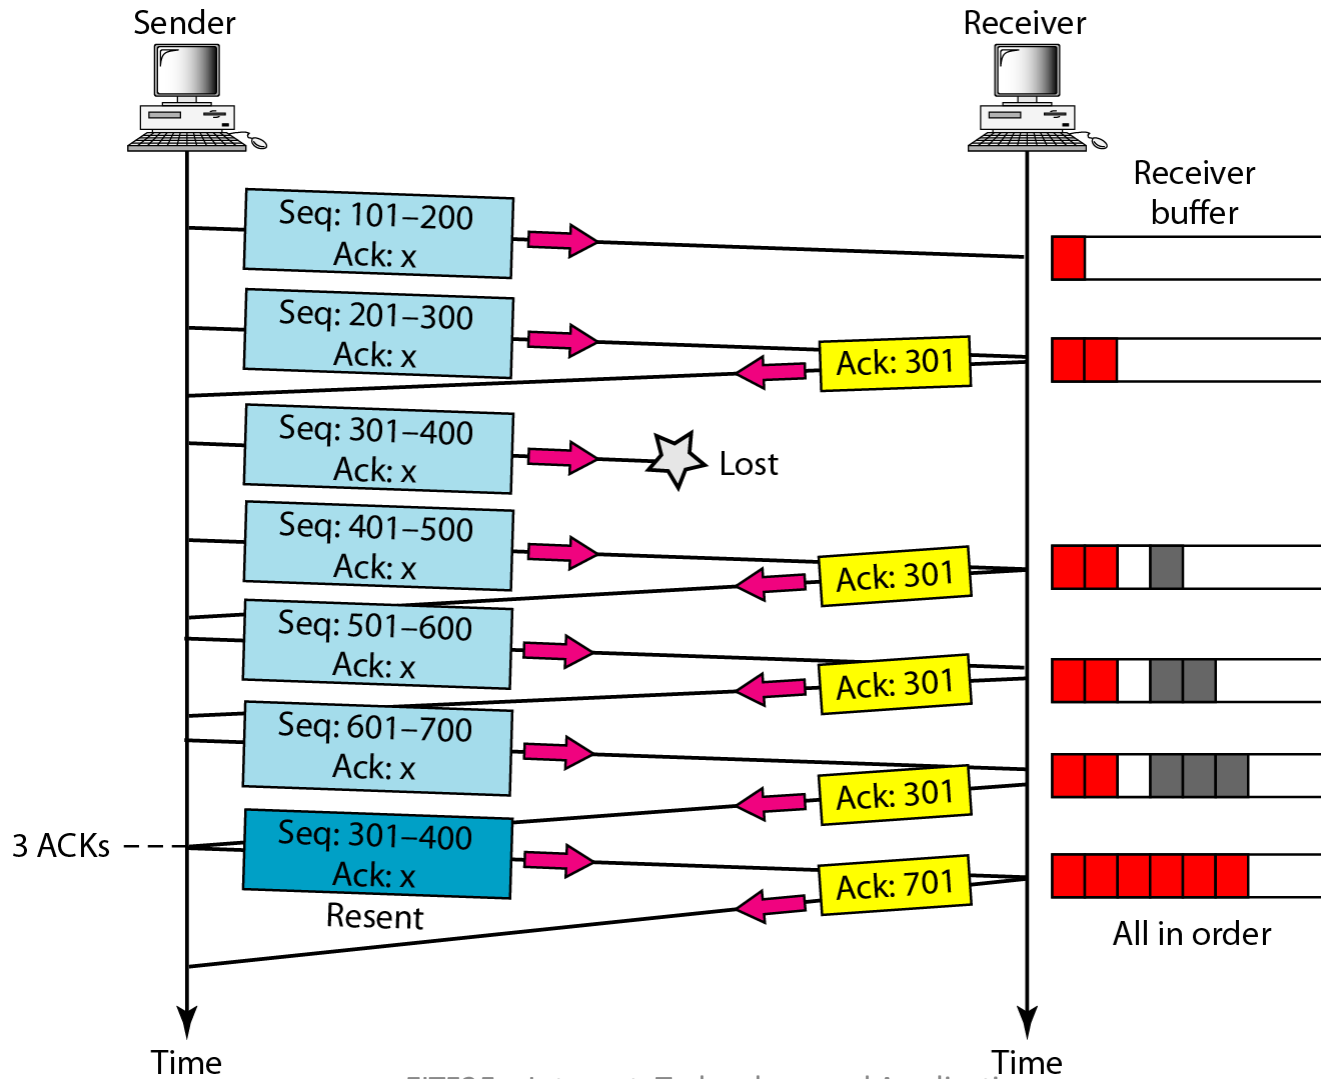 Sender
Receiver
Receiver
buffer
Seq: 101–200
Ack: x
Seq: 201–300
Ack: x
Ack: 301
Seq: 301–400
Ack: x
Lost
Seq: 401–500
Ack: x
Ack: 301
Seq: 501–600
Ack: x
Ack: 301
Seq: 601–700
Ack: x
Ack: 301
3 ACKs
Seq: 301–400
Ack: x
Ack: 701
Resent
All in order
Time
Time